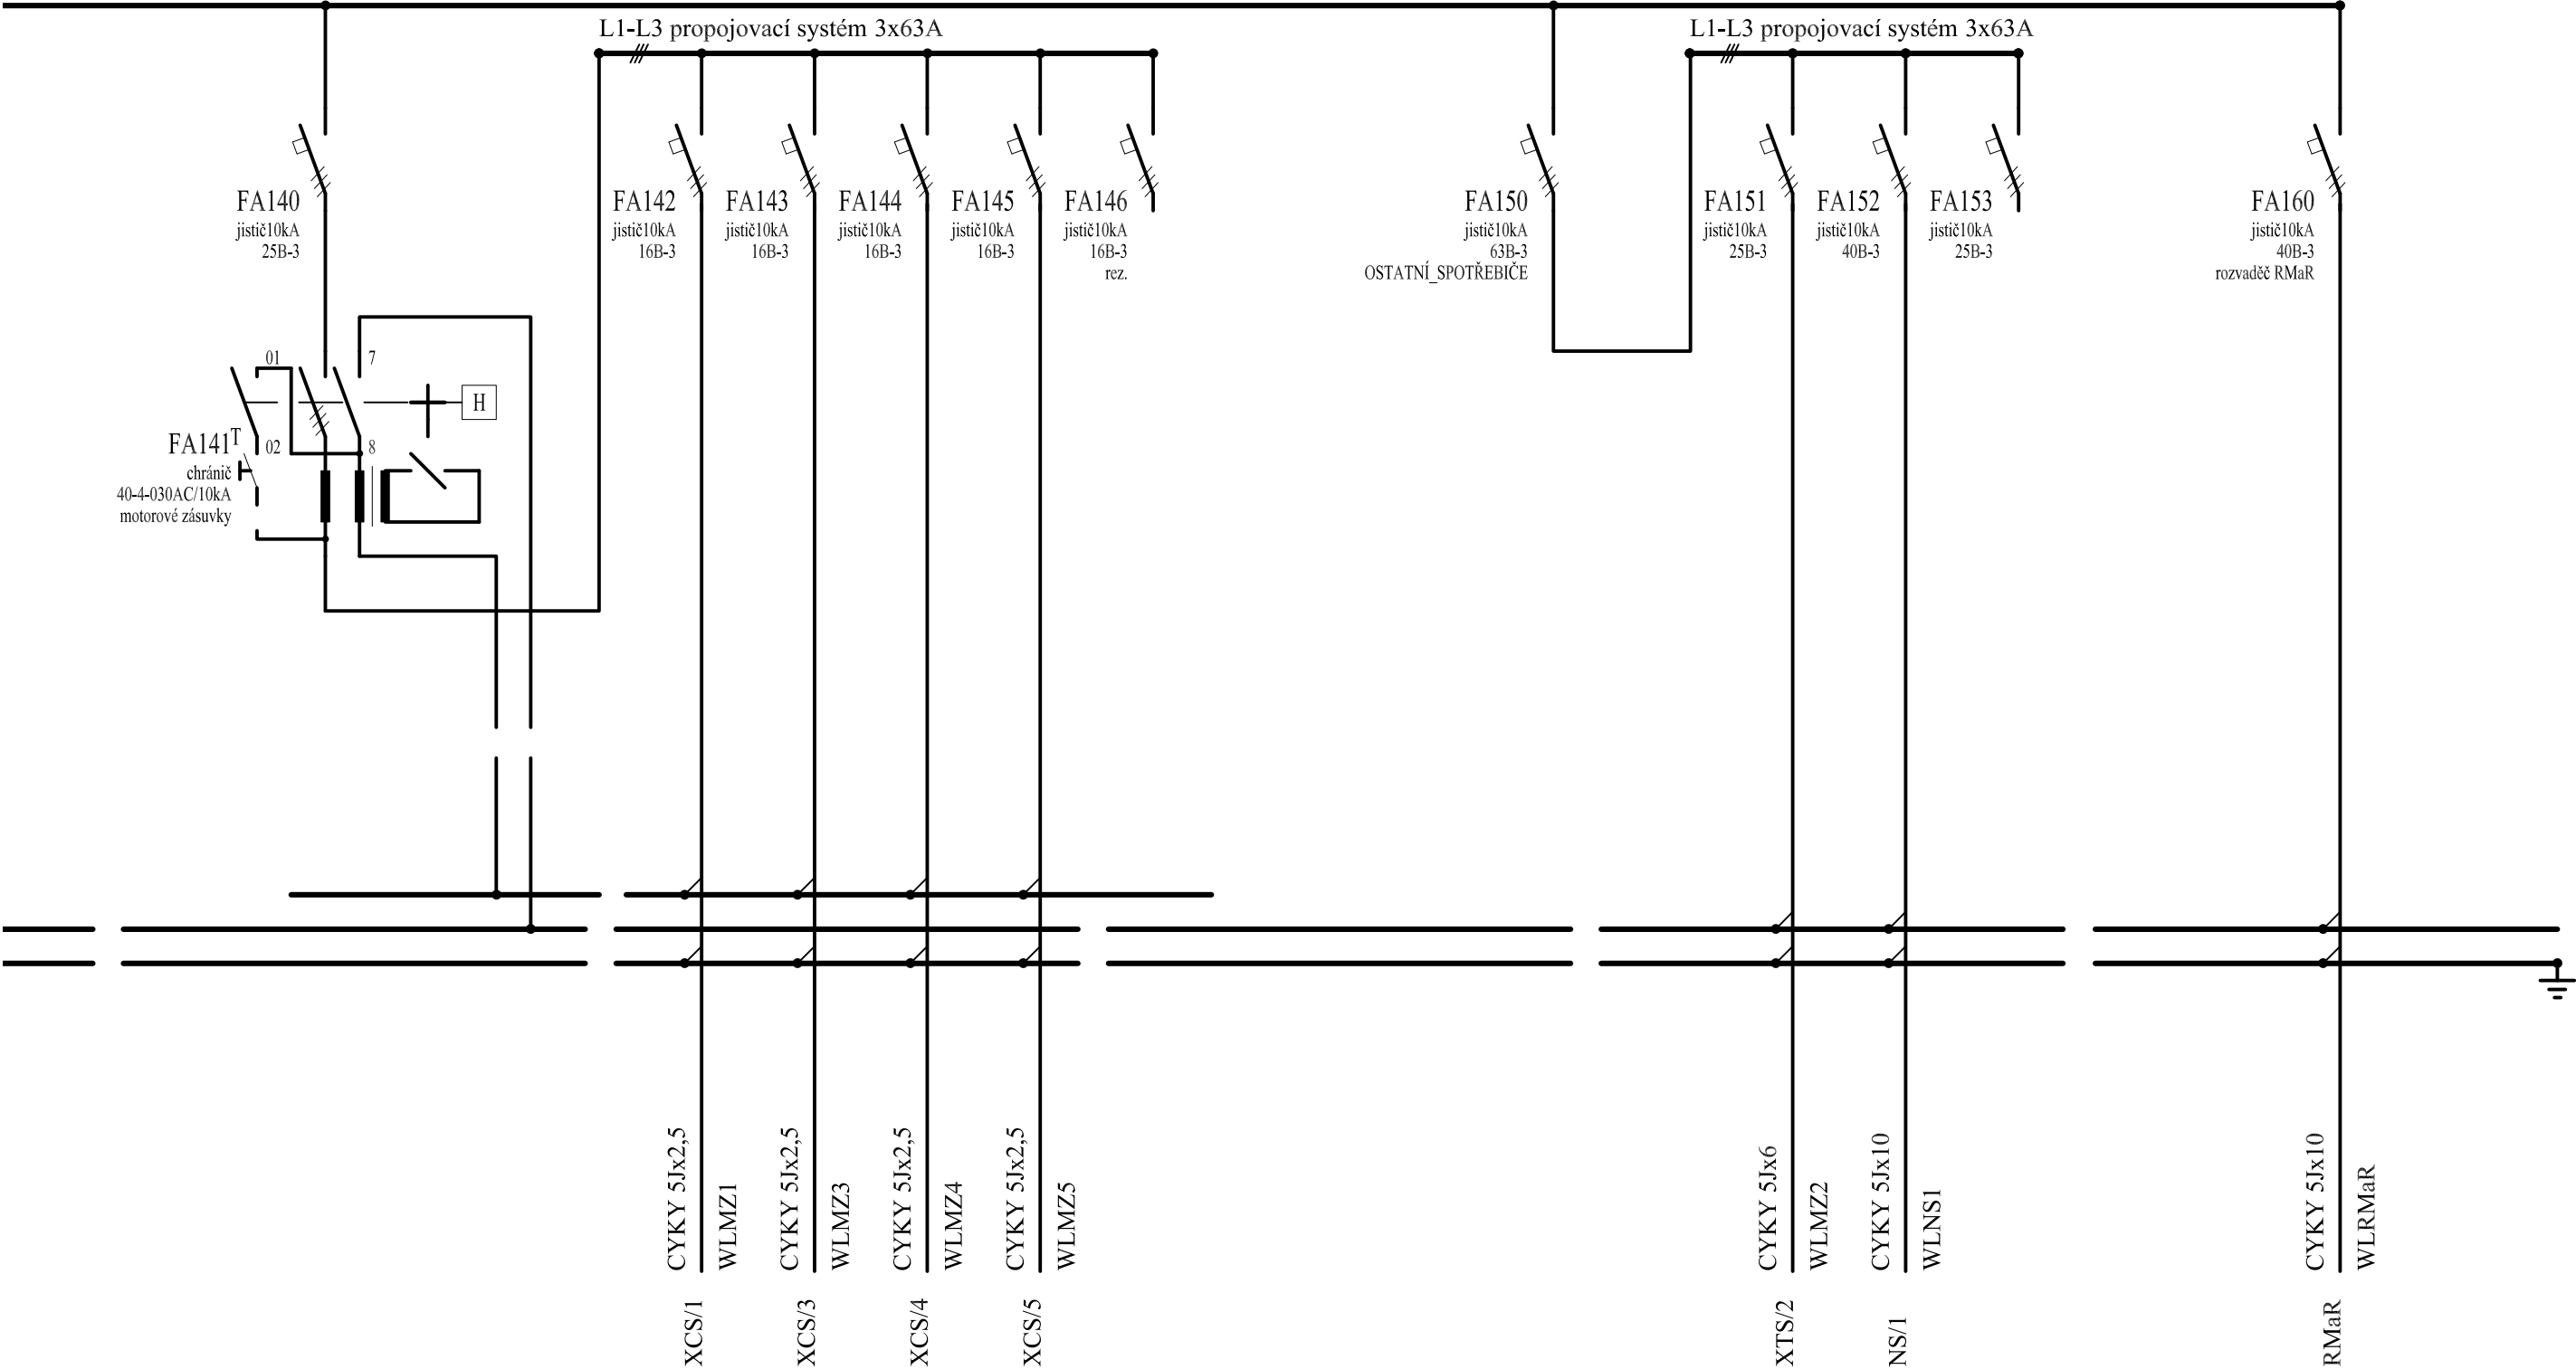 L1-L3 propojovací systém 3x63A
L1-L3 propojovací systém 3x63A
FA140
jistič10kA
25B-3
FA142
jistič10kA
16B-3
FA143
jistič10kA
16B-3
FA144
jistič10kA
16B-3
FA145
jistič10kA
16B-3
FA146
jistič10kA
16B-3
rez.
FA150
jistič10kA
63B-3
OSTATNÍ_SPOTŘEBIČE
FA151
jistič10kA
25B-3
FA152
jistič10kA
40B-3
FA153
jistič10kA
25B-3
FA160
jistič10kA
40B-3
rozvaděč RMaR
01
7
H
FA141
T
02
8
chránič
40-4-030AC/10kA
motorové zásuvky
CYKY 5Jx2,5
WLMZ1
CYKY 5Jx2,5
WLMZ3
CYKY 5Jx2,5
WLMZ4
CYKY 5Jx2,5
WLMZ5
CYKY 5Jx6
WLMZ2
CYKY 5Jx10
WLNS1
CYKY 5Jx10
WLRMaR
XCS/1
XCS/3
XCS/4
XCS/5
XTS/2
NS/1
RMaR